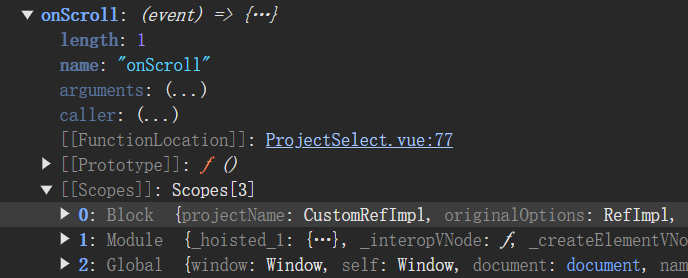 onScroll: (event) => {…}
length: 1
name: "onScroll"
arguments: (...)
caller: (...)
[[FunctionLocation]]: ProjectSelect.vue:77
[[Prototype]]: ƒ ()
[[Scopes]]: Scopes[3]
0: Block {projectName: CustomRefImpl, originalOptions: RefImpl,
1: Module {_hoisted_1: {…}, _interopVNode: ƒ, _createElementVN
2: Global {window: Window, self: Window, document: document, nam